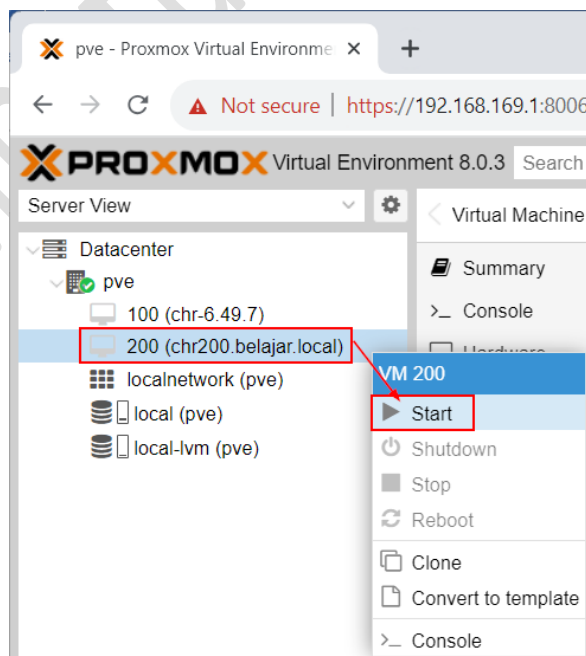 pve - Proxmox Virtual Environme
Not secure | https://192.168.169.1:8006
PROXMOX Virtual Environment 8.0.3 Search
Server View
Virtual Machine
Datacenter
Summary
pve
Console
100 (chr-6.49.7)
Hardware
200 (chr200.belajar.local)
VM 200
localnetwork (pve)
Start
local (pve)
Shutdown
local-lvm (pve)
Stop
Reboot
Clone
Convert to template
Console